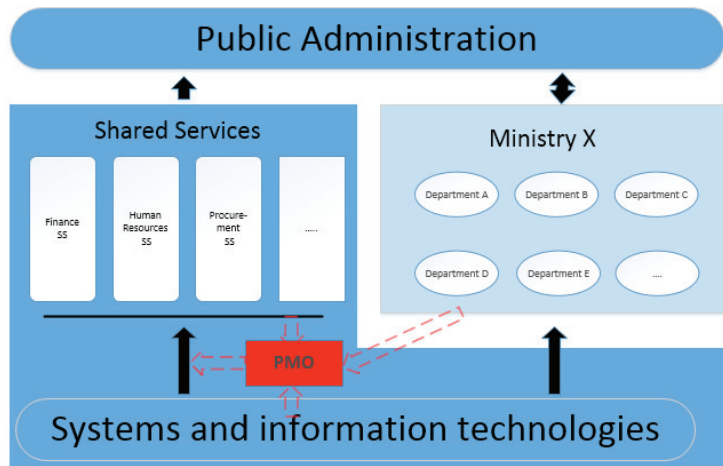 Public Administration
Shared Services
Finance
SS
Human
Resources
SS
Procure-
ment
SS
.....
Ministry X
Department A
Department B
Department C
Department D
Department E
....
PMO
Systems and information technologies